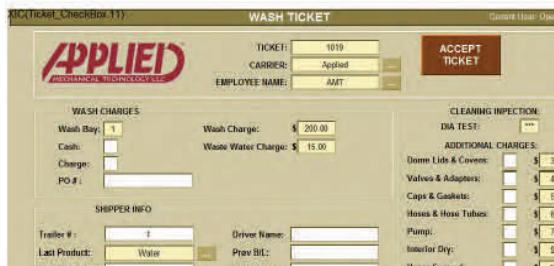 XIC(Ticket_CheckBox.11) WASH TICKET Current User: Ope
APPLIED
MECHANICAL TECHNOLOGY LLC
TICKET: 1019
CARRIER: Applied ...
EMPLOYEE NAME: AMT ...
ACCEPT
TICKET
WASH CHARGES
Wash Bay: 1
Cash:
Charge:
PO # :
Wash Charge: $ 200.00
Waste Water Charge: $ 15.00
CLEANING INPECTION:
DIA TEST: ***
ADDITIONAL CHARGES:
Dome Lids & Covers: $
Valves & Adapters: $
Caps & Gaskets: $
Hoses & Hose Tubes: $
Pump: $
Interior Dry: $
SHIPPER INFO
Trailer # : 1
Last Product: Water ...
Driver Name:
Prev B/L: